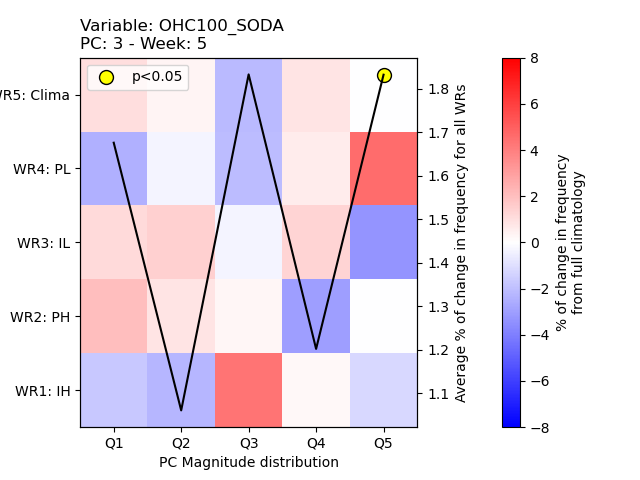 Variable: OHC100_SODA
PC: 3 - Week: 5
p<0.05
R5: Clima
WR4: PL
WR3: IL
WR2: PH
WR1: IH
Q1 Q2 Q3 Q4 Q5
PC Magnitude distribution
1.8
1.7
1.6
1.5
1.4
1.3
1.2
1.1
Average % of change in frequency for all WRs
8
6
4
2
0
−2
−4
−6
−8
% of change in frequency
from full climatology